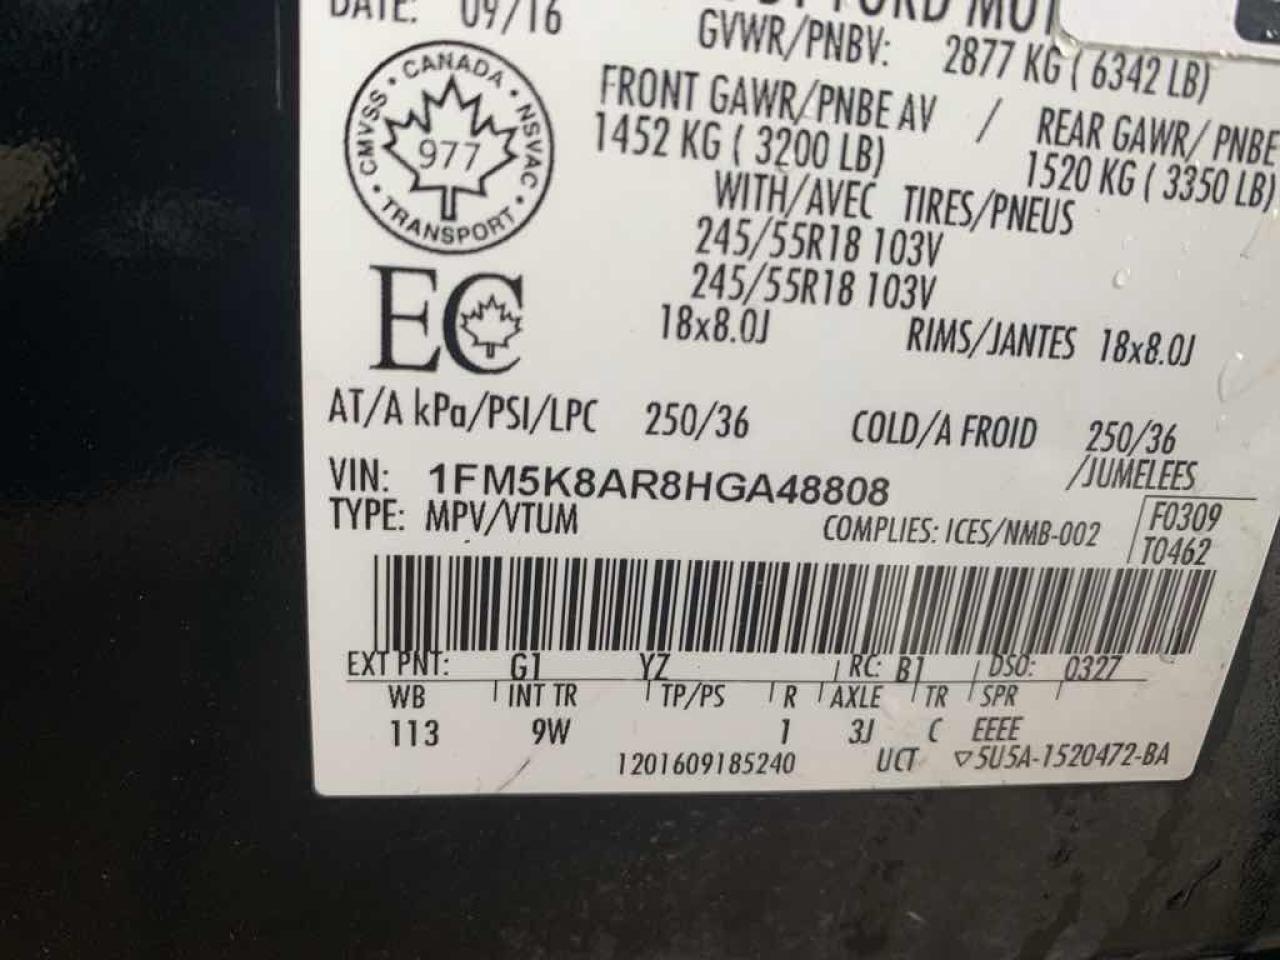 DATE: 09/16
FORD MOT
GVWR/PNBV: 2877 KG ( 6342 LB)
FRONT GAWR/PNBE AV / REAR GAWR/ PNBE
1452 KG ( 3200 LB) 1520 KG ( 3350 LB)
WITH/AVEC TIRES/PNEUS
245/55R18 103V
245/55R18 103V
18x8.0J RIMS/JANTES 18x8.0J
CANADA · NSVAC · TRANSPORT · CMVSS ·
977
EC
AT/A kPa/PSI/LPC 250/36 COLD/A FROID 250/36
/JUMELEES
VIN: 1FM5K8AR8HGA48808
TYPE: MPV/VTUM COMPLIES: ICES/NMB-002
F0309
T0462
EXT PNT: G1 YZ RC: B1 DSO: 0327
WB INT TR TP/PS R AXLE TR SPR
113 9W 1 3J C EEEE
1201609185240 UCT ▽5U5A-1520472-BA